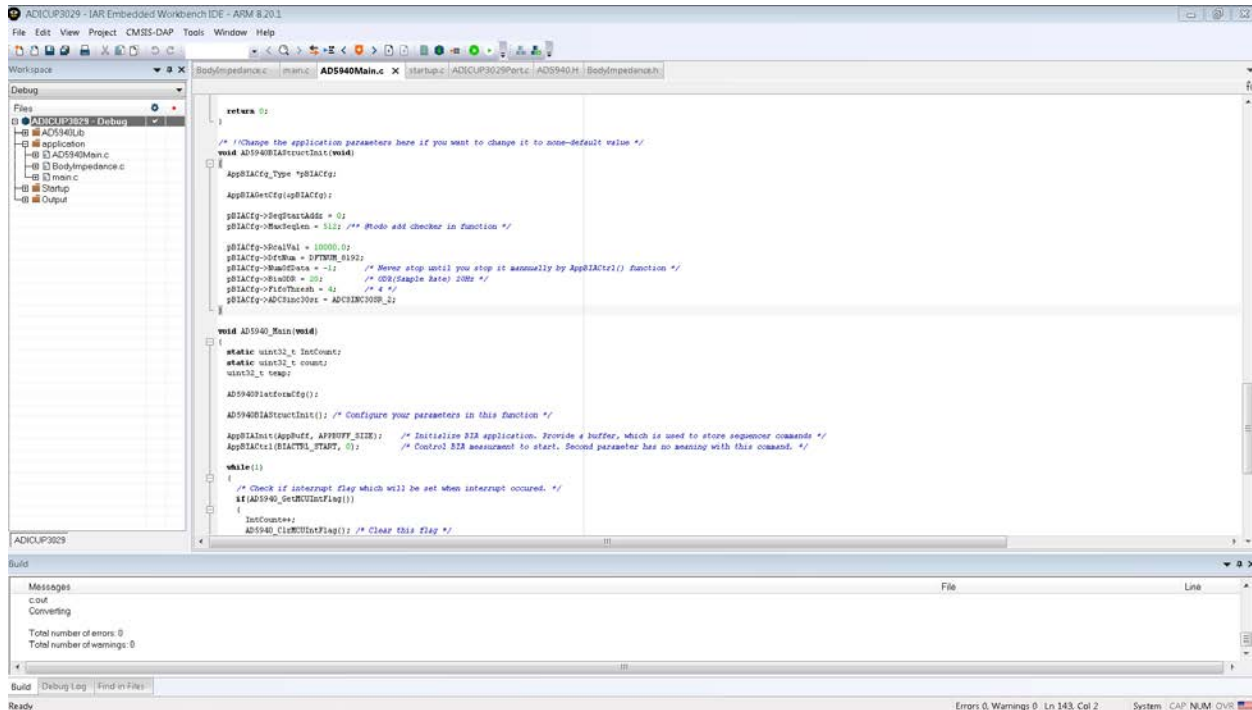 ADICUP3029 - IAR Embedded Workbench IDE - ARM 8.20.1
File Edit View Project CMSIS-DAP Tools Window Help
Workspace
BodyImpedance.c main.c AD5940Main.c startup.c ADICUP3029Port.c AD5940.H BodyImpedance.h
Debug
Files
ADICUP3029 - Debug
AD5940Lib
application
AD5940Main.c
BodyImpedance.c
main.c
Startup
Output
ADICUP3029
return 0;
}
/* !!Change the application parameters here if you want to change it to none-default value */
void AD5940BIAStructInit(void)
{
AppBIACfg_Type *pBIACfg;
AppBIAGetCfg(&pBIACfg);
pBIACfg->SeqStartAddr = 0;
pBIACfg->MaxSeqLen = 512; /** @todo add checker in function */
pBIACfg->RcalVal = 10000.0;
pBIACfg->DftNum = DFTNUM_8192;
pBIACfg->NumOfData = -1; /* Never stop until you stop it mannually by AppBIACtrl() function */
pBIACfg->BiaODR = 20; /* ODR(Sample Rate) 20Hz */
pBIACfg->FifoThresh = 4; /* 4 */
pBIACfg->ADCSinc3Osr = ADCSINC3OSR_2;
}
void AD5940_Main(void)
{
static uint32_t IntCount;
static uint32_t count;
uint32_t temp;
AD5940PlatformCfg();
AD5940BIAStructInit(); /* Configure your parameters in this function */
AppBIAInit(AppBuff, APPBUFF_SIZE); /* Initialize BIA application. Provide a buffer, which is used to store sequencer commands */
AppBIACtrl(BIACTRL_START, 0); /* Control BIA measurment to start. Second parameter has no meaning with this command. */
while(1)
{
/* Check if interrupt flag which will be set when interrupt occured. */
if(AD5940_GetMCUIntFlag())
{
IntCount++;
AD5940_ClrMCUIntFlag(); /* Clear this flag */
Build
Messages File Line
c.out
Converting
Total number of errors: 0
Total number of warnings: 0
Build Debug Log Find in Files
Ready Errors 0, Warnings 0 Ln 143, Col 2 System CAP NUM OVR